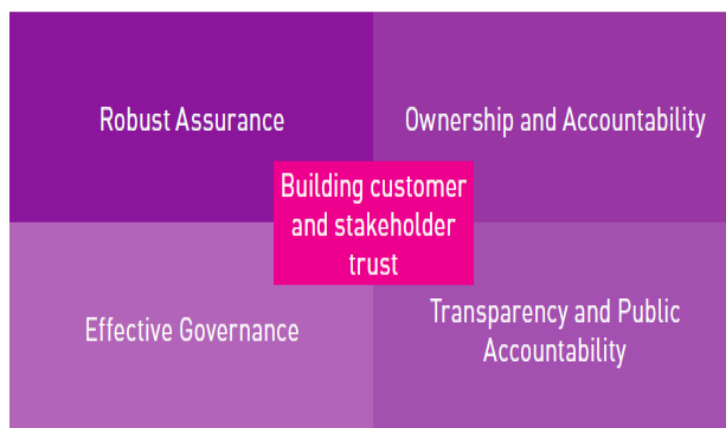 Robust Assurance
Ownership and Accountability
Building customer
and stakeholder
trust
Effective Governance
Transparency and Public
Accountability